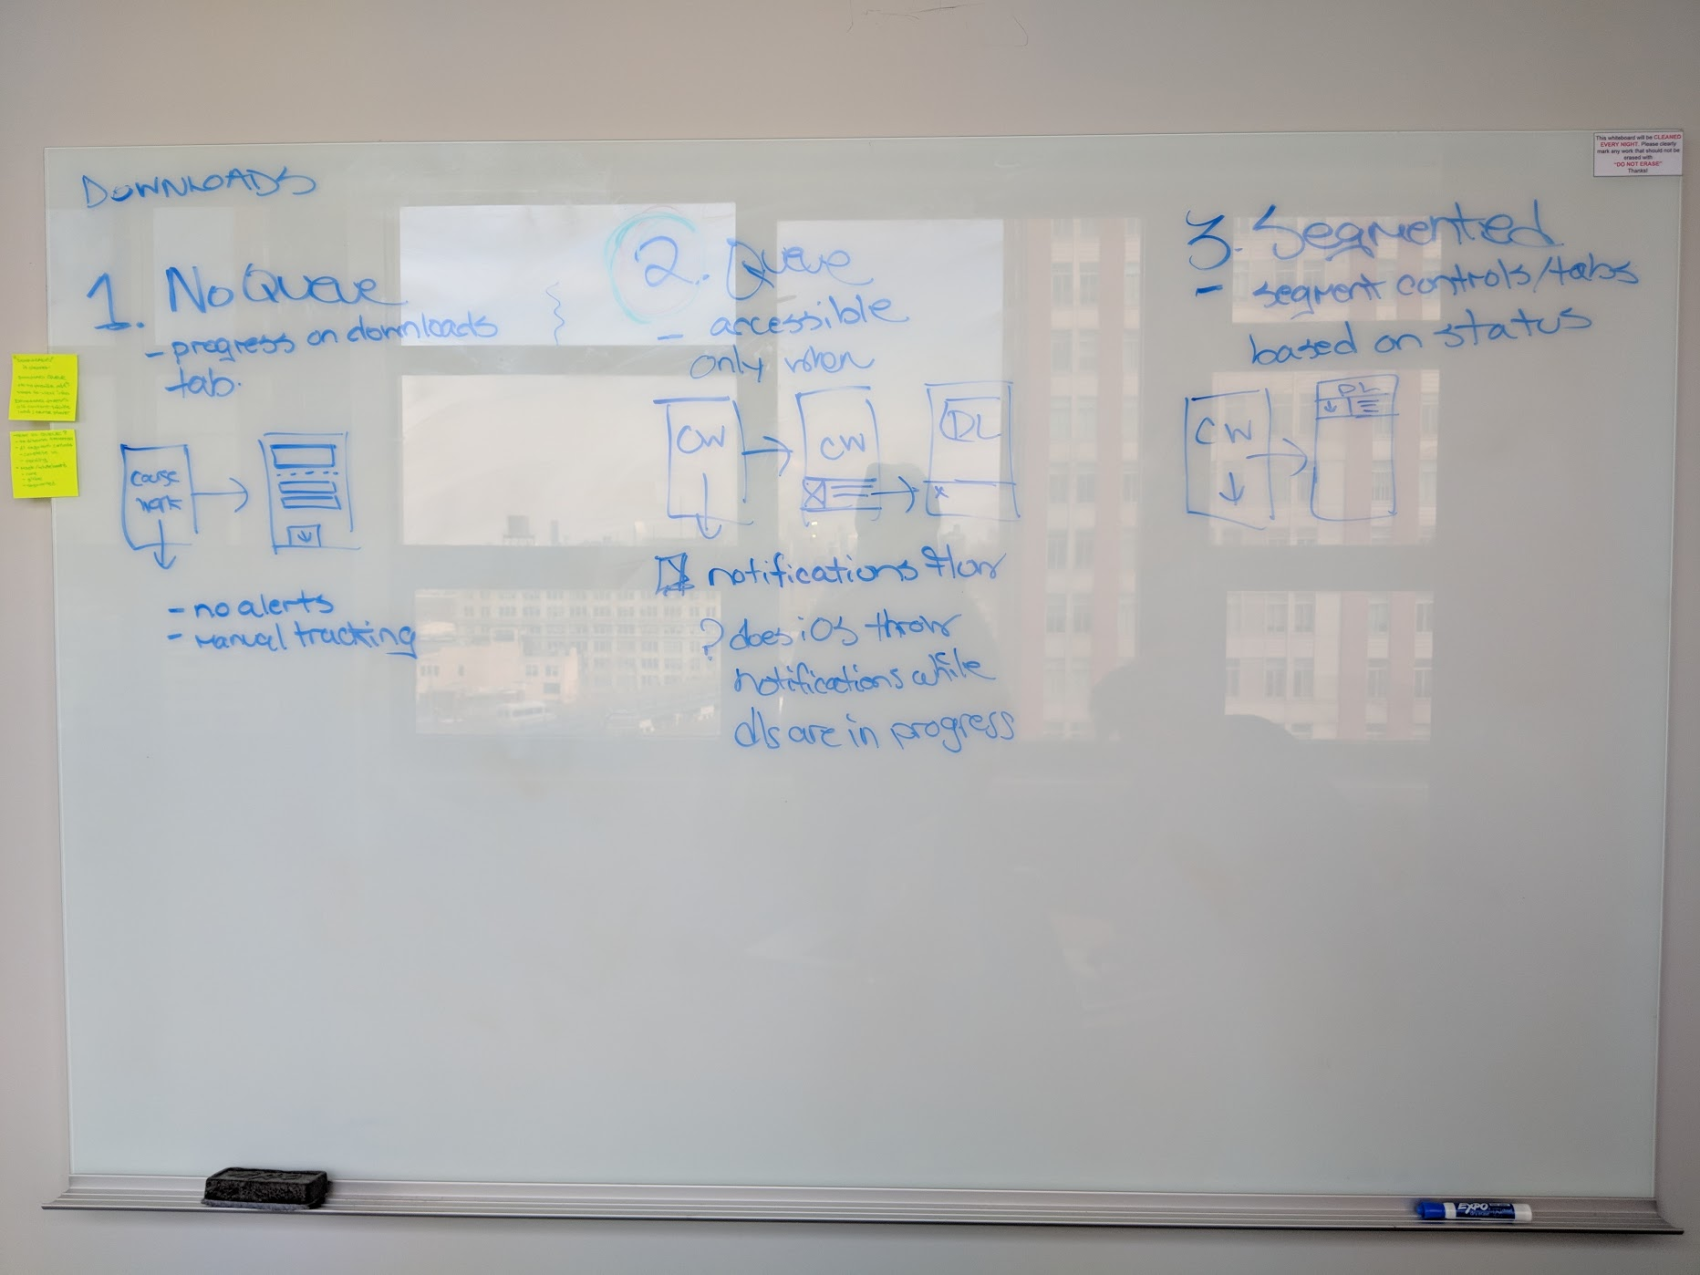 DOWNLOADS
1. No Queue
- progress on downloads
tab.
couse
work
- no alerts
- manual tracking
2. Queue
- accessible
only when
CW
CW
DL
notifications flow
? does iOS throw
notifications while
dls are in progress
3. Segmented
- segment controls/tabs
based on status
CW
DL
This whiteboard will be CLEANED
EVERY NIGHT. Please clearly
mark any work that should not be
erased with
"DO NOT ERASE"
Thanks!
EXPO